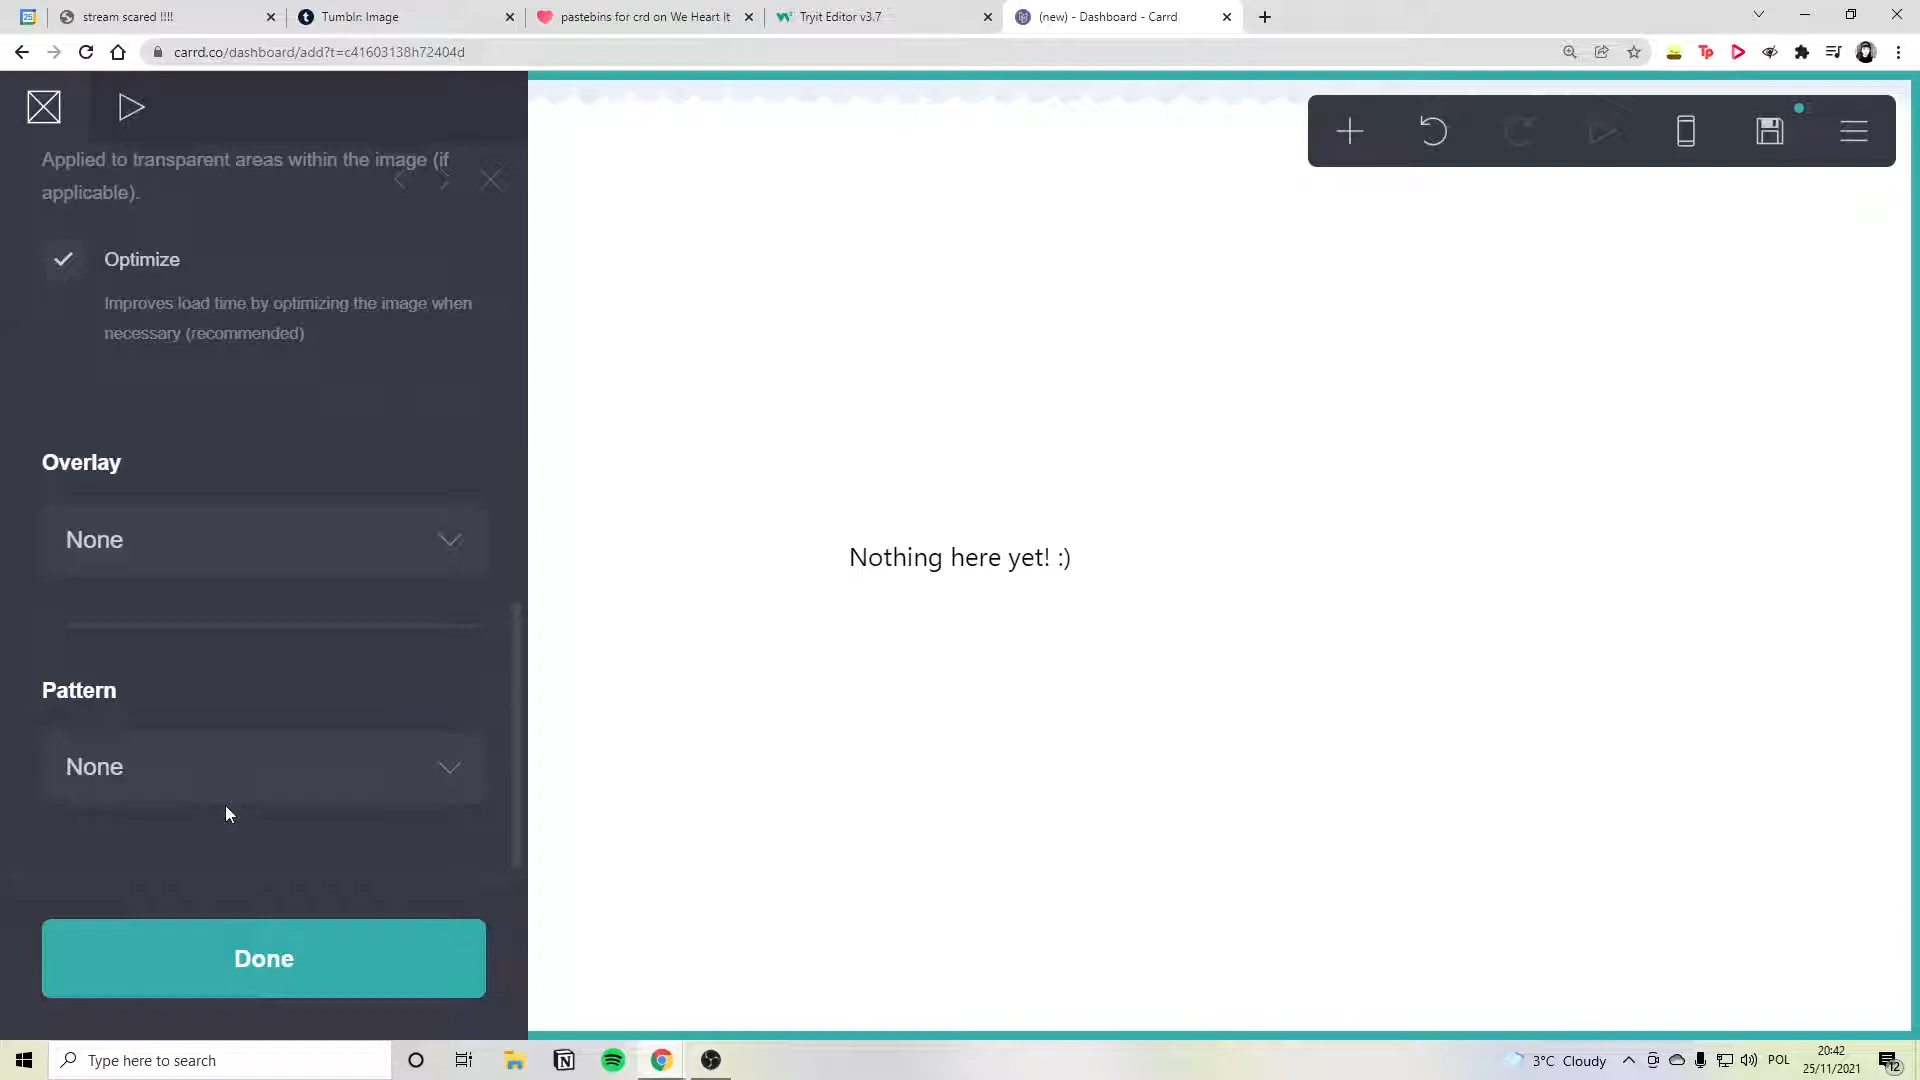 stream scared !!!!
Tumblr: Image
pastebins for crd on We Heart It
Tryit Editor v3.7
(new) - Dashboard - Carrd
carrd.co/dashboard/add?t=c41603138h72404d
Applied to transparent areas within the image (if
applicable).
Optimize
Improves load time by optimizing the image when
necessary (recommended)
Overlay
None
Pattern
None
Done
Nothing here yet! :)
Type here to search
3°C Cloudy
POL
20:42
25/11/2021
12